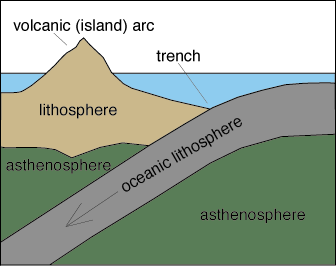 volcanic (island) arc
trench
lithosphere
oceanic lithosphere
asthenosphere
asthenosphere